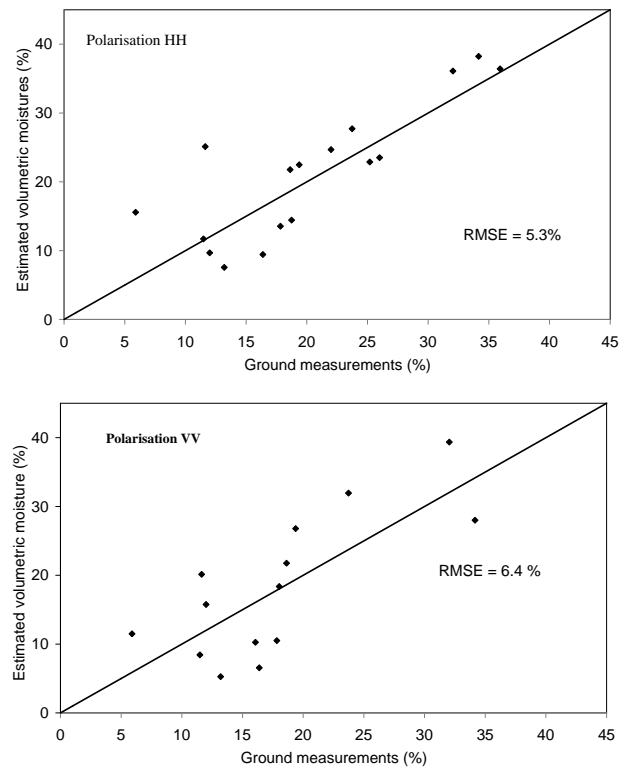 Polarisation HH
Estimated volumetric moistures (%)
40
30
20
10
0
RMSE = 5.3%
0 5 10 15 20 25 30 35 40 45
Ground measurements (%)
Polarisation VV
Estimated volumetric moisture (%)
40
30
20
10
0
RMSE = 6.4 %
0 5 10 15 20 25 30 35 40 45
Ground measurements (%)